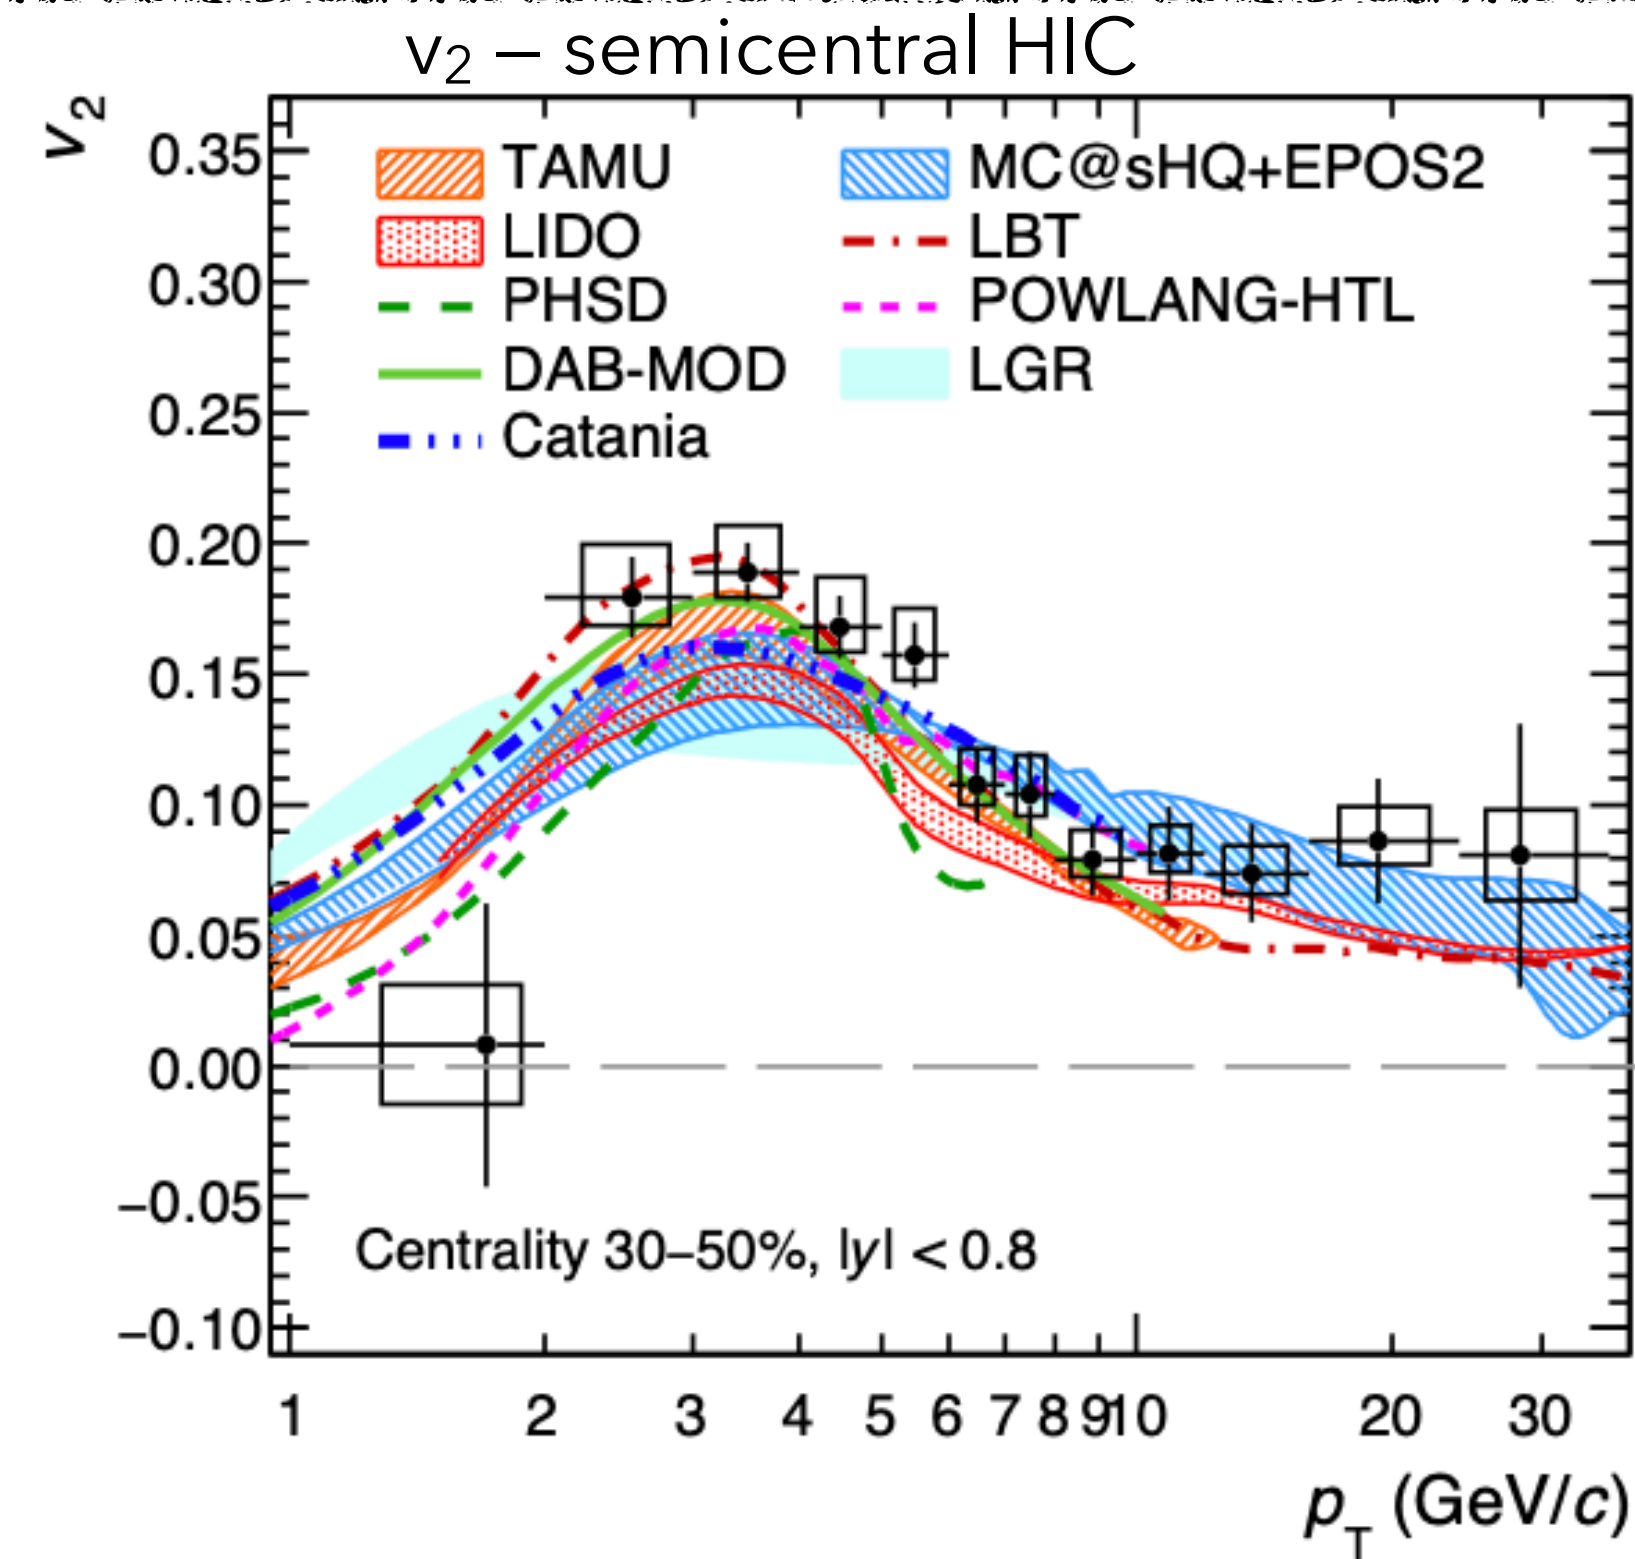 v₂ – semicentral HIC
v₂
0.35
0.30
0.25
0.20
0.15
0.10
0.05
0.00
−0.05
−0.10
TAMU
LIDO
PHSD
DAB-MOD
Catania
MC@sHQ+EPOS2
LBT
POWLANG-HTL
LGR
Centrality 30–50%, |y| < 0.8
1 2 3 4 5 6 7 8 9 10 20 30
p_T (GeV/c)